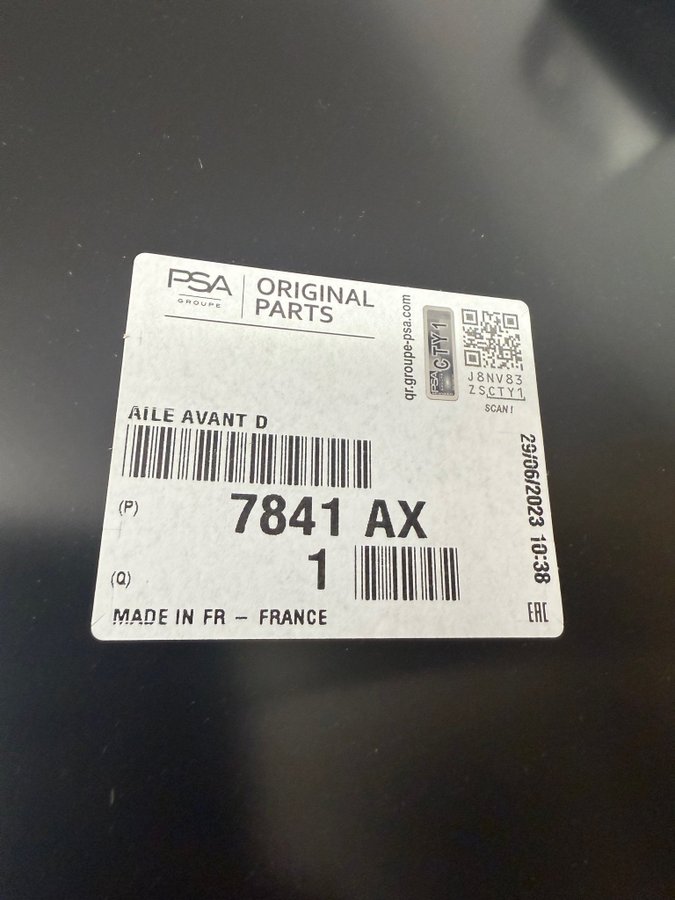 PSA
GROUPE
ORIGINAL
PARTS
qr.groupe-psa.com
PSA
CTY1
J8NV83
ZSCTY1
SCAN!
AILE AVANT D
(P)
7841 AX
(Q)
1
MADE IN FR - FRANCE
29/06/2023 10:38
EAC